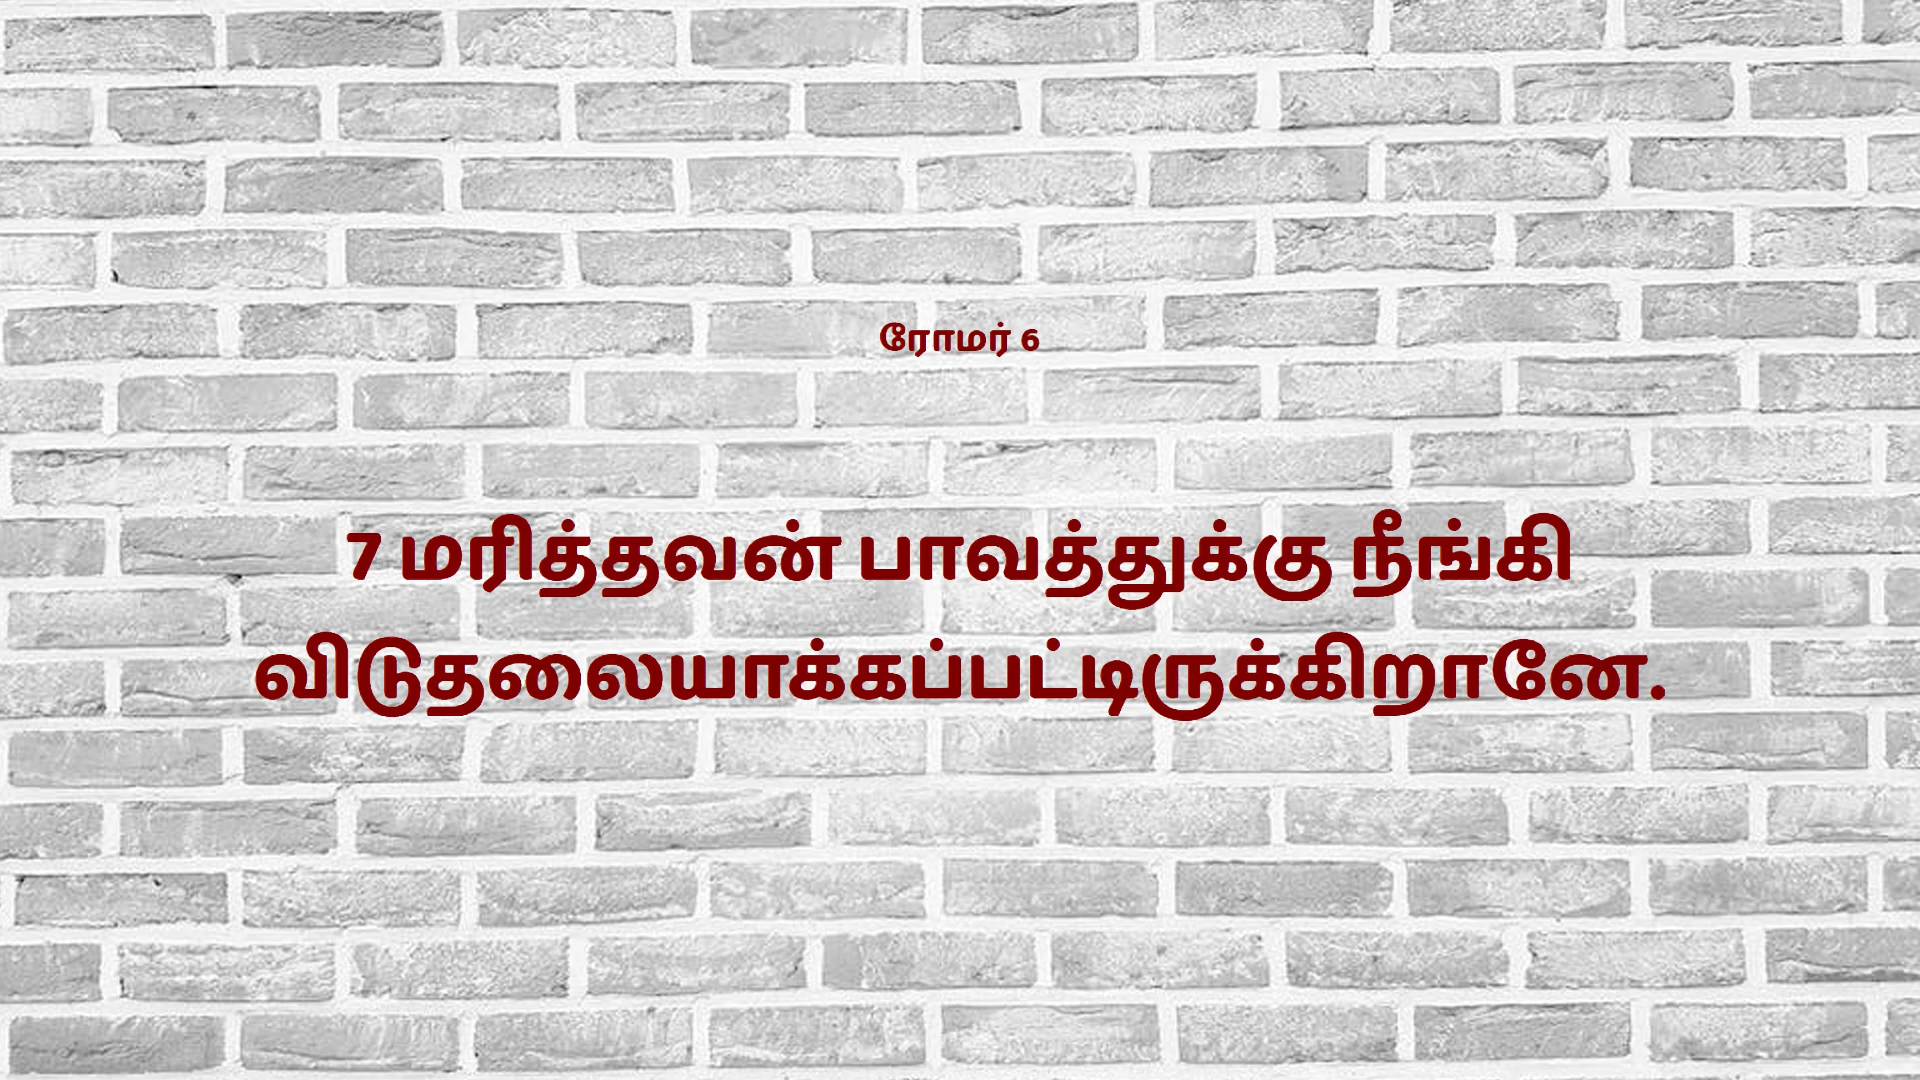 ரோமர் 6
7 மரித்தவன் பாவத்துக்கு நீங்கி
விடுதலையாக்கப்பட்டிருக்கிறானே.